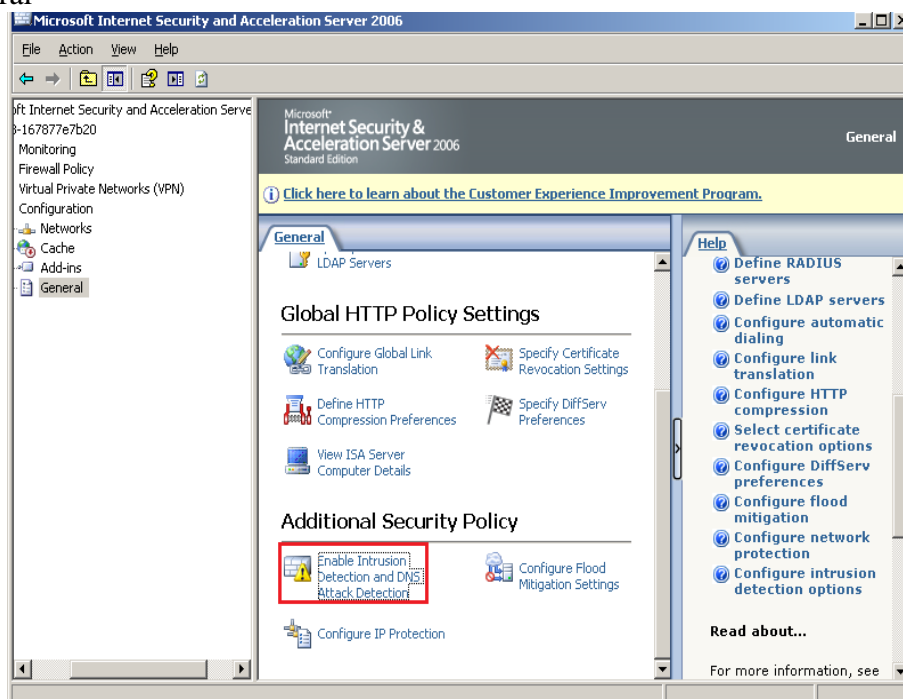 Microsoft Internet Security and Acceleration Server 2006
File Action View Help
ft Internet Security and Acceleration Serve
-167877e7b20
Monitoring
Firewall Policy
Virtual Private Networks (VPN)
Configuration
Networks
Cache
Add-ins
General
Microsoft
Internet Security &
Acceleration Server 2006
Standard Edition
General
Click here to learn about the Customer Experience Improvement Program.
General
LDAP Servers
Global HTTP Policy Settings
Configure Global Link
Translation
Specify Certificate
Revocation Settings
Define HTTP
Compression Preferences
Specify DiffServ
Preferences
View ISA Server
Computer Details
Additional Security Policy
Enable Intrusion
Detection and DNS
Attack Detection
Configure Flood
Mitigation Settings
Configure IP Protection
Help
Define RADIUS
servers
Define LDAP servers
Configure automatic
dialing
Configure link
translation
Configure HTTP
compression
Select certificate
revocation options
Configure DiffServ
preferences
Configure flood
mitigation
Configure network
protection
Configure intrusion
detection options
Read about...
For more information, see